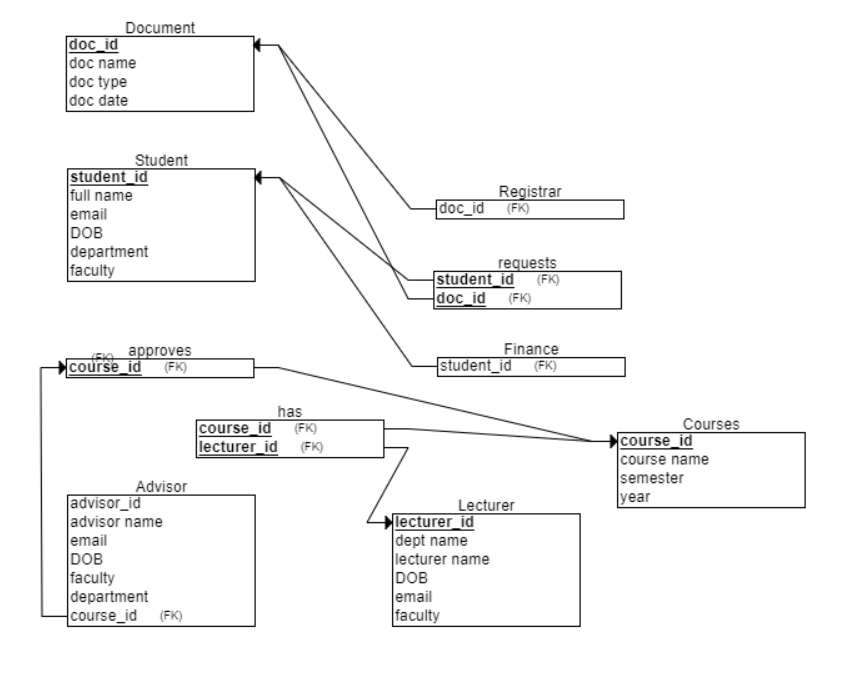 Document
doc_id
doc name
doc type
doc date
Student
student_id
full name
email
DOB
department
faculty
Registrar
doc_id (FK)
requests
student_id (FK)
doc_id (FK)
Finance
student_id (FK)
approves
(FK)
course_id (FK)
has
course_id (FK)
lecturer_id (FK)
Courses
course_id
course name
semester
year
Advisor
advisor_id
advisor name
email
DOB
faculty
department
course_id (FK)
Lecturer
lecturer_id
dept name
lecturer name
DOB
email
faculty